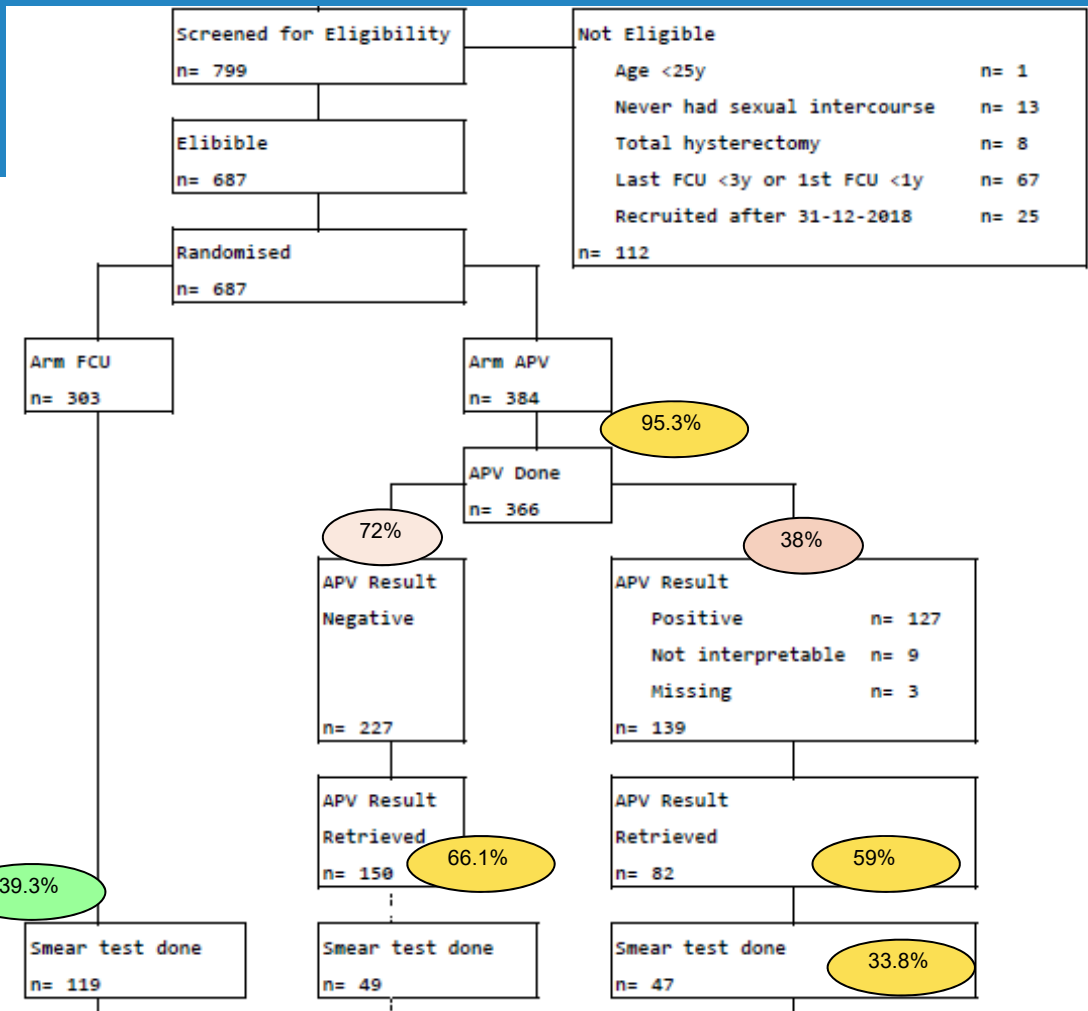 Screened for Eligibility
n= 799
Not Eligible
Age <25y n= 1
Never had sexual intercourse n= 13
Total hysterectomy n= 8
Last FCU <3y or 1st FCU <1y n= 67
Recruited after 31-12-2018 n= 25
n= 112
Elibible
n= 687
Randomised
n= 687
Arm FCU
n= 303
Arm APV
n= 384
95.3%
APV Done
n= 366
72%
38%
APV Result
Negative
n= 227
APV Result
Positive n= 127
Not interpretable n= 9
Missing n= 3
n= 139
APV Result
Retrieved
n= 150
66.1%
APV Result
Retrieved
n= 82
59%
39.3%
Smear test done
n= 119
Smear test done
n= 49
Smear test done
n= 47
33.8%